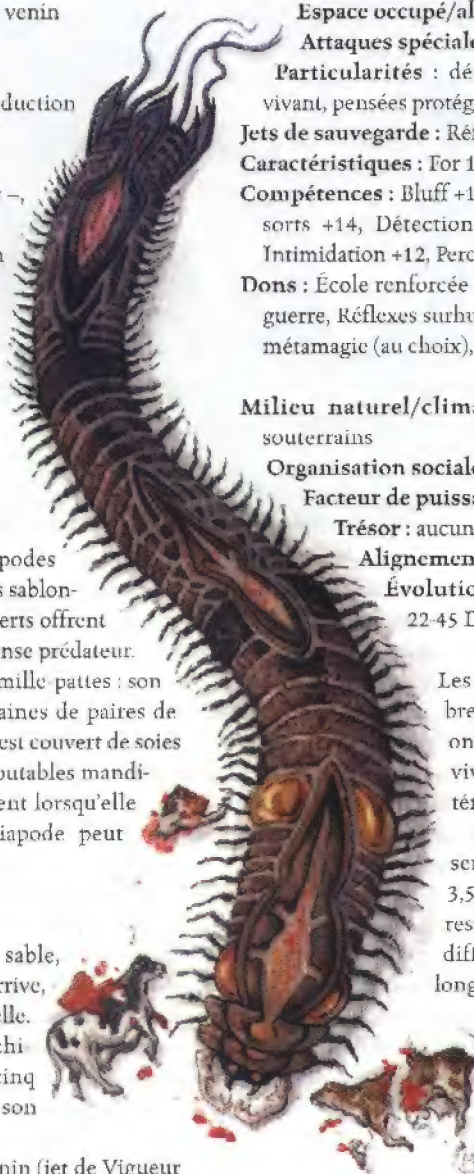 venin
duction
–,
n
podes
s sablon-
erts offrent
nse prédateur.
mille-pattes : son
aines de paires de
est couvert de soies
outables mandi-
ent lorsqu'elle
iapode peut
sable,
rrive,
elle.
chi-
cinq
son
nin (jet de Vigueur
Espace occupé/al
Attaques spéciale
Particularités : dé
vivant, pensées protég
Jets de sauvegarde : Réf
Caractéristiques : For 1
Compétences : Bluff +1
sorts +14, Détection
Intimidation +12, Perc
Dons : École renforcée
guerre, Réflexes surhu
métamagie (au choix),
Milieu naturel/clima
souterrains
Organisation sociale
Facteur de puissa
Trésor : aucun
Alignemen
Évolutio
22-45 D
Les
bre
on
viv
tér
ser
3,5
res
diff
long